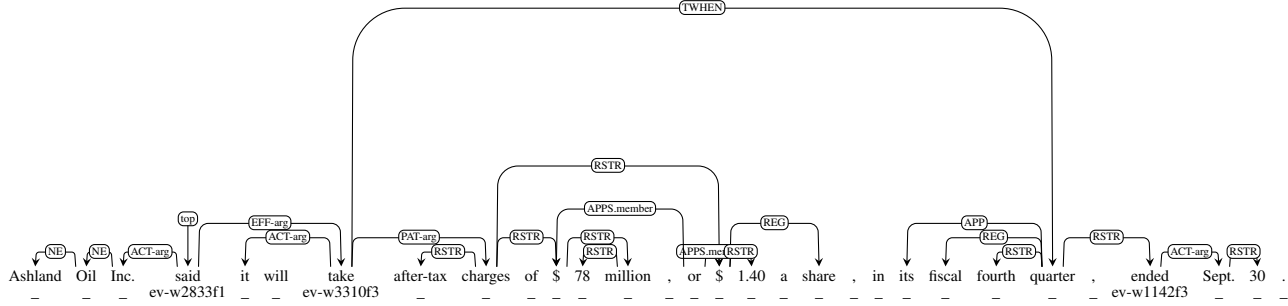 TWHEN
RSTR
APPS.member
top
EFF-arg
REG
APP
ACT-arg
PAT-arg
RSTR
RSTR
REG
RSTR
NE
NE
ACT-arg
RSTR
RSTR
RSTR
RSTR
ACT-arg
RSTR
Ashland Oil Inc. said it will take after-tax charges of $ 78 million , or $ 1.40 a share , in its fiscal fourth quarter , ended Sept. 30 .
_ _ _ ev-w2833f1 _ _ ev-w3310f3 _ _ _ _ _ _ _ _ _ _ _ _ _ _ _ _ _ _ _ ev-w1142f3 _ _ _